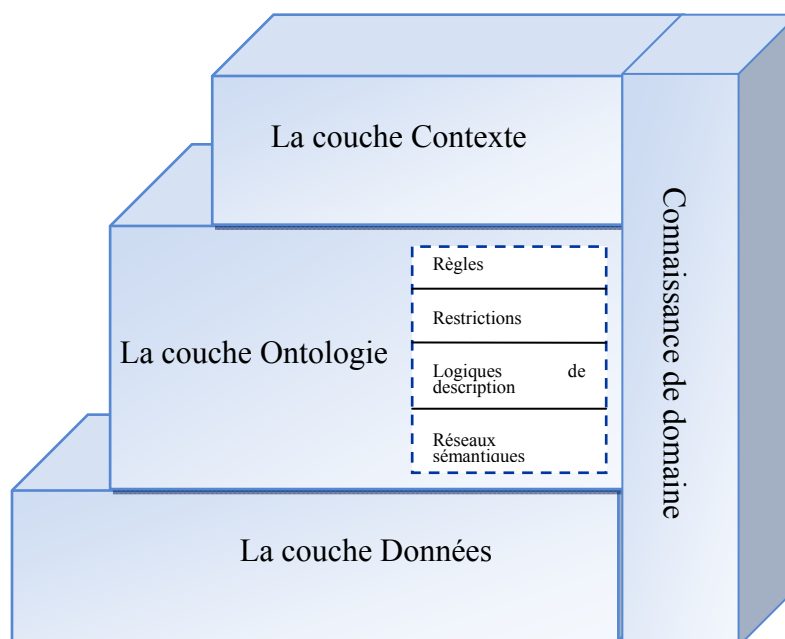 La couche Contexte
Règles
Restrictions
La couche Ontologie
Logiques de
description
Réseaux
sémantiques
La couche Données
Connaissance de domaine